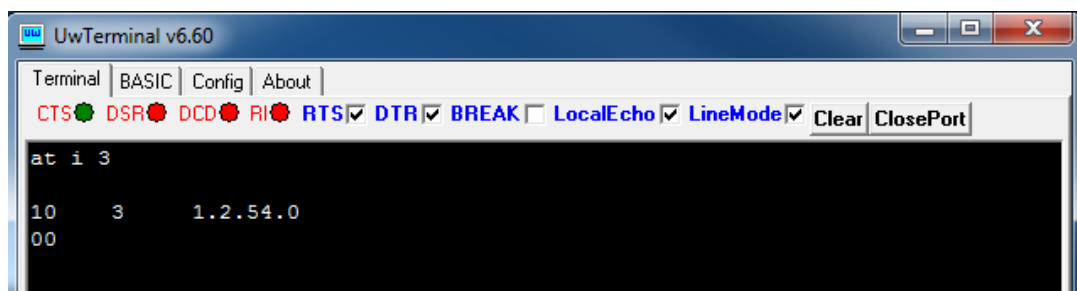 UW UwTerminal v6.60
Terminal BASIC Config About
CTS DSR DCD RI RTS DTR BREAK LocalEcho LineMode Clear ClosePort
at i 3
10 3 1.2.54.0
00